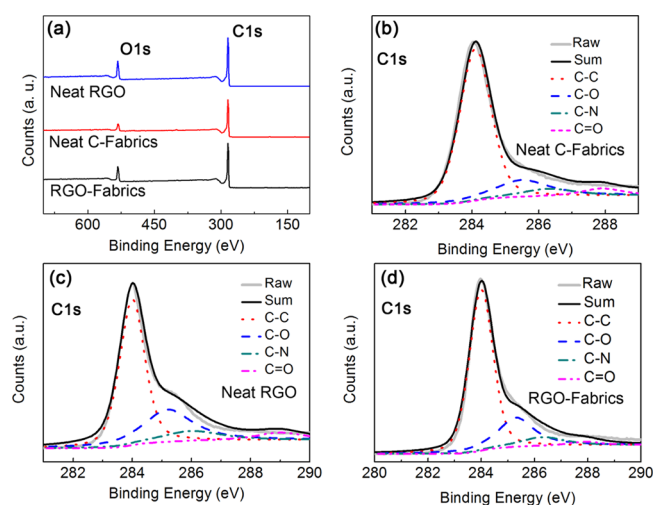 (a)
O1s
C1s
Neat RGO
Neat C-Fabrics
RGO-Fabrics
Counts (a. u. )
600
450
300
150
Binding Energy (eV)
(b)
C1s
Raw
Sum
C-C
C-O
C-N
C=O
Neat C-Fabrics
Counts (a.u.)
282
284
286
288
Binding Energy (eV)
(c)
C1s
Raw
Sum
C-C
C-O
C-N
C=O
Neat RGO
Counts (a.u.)
282
284
286
288
290
Binding Energy (eV)
(d)
C1s
Raw
Sum
C-C
C-O
C-N
C=O
RGO-Fabrics
Counts (a.u.)
280
282
284
286
288
290
Binding Energy (eV)